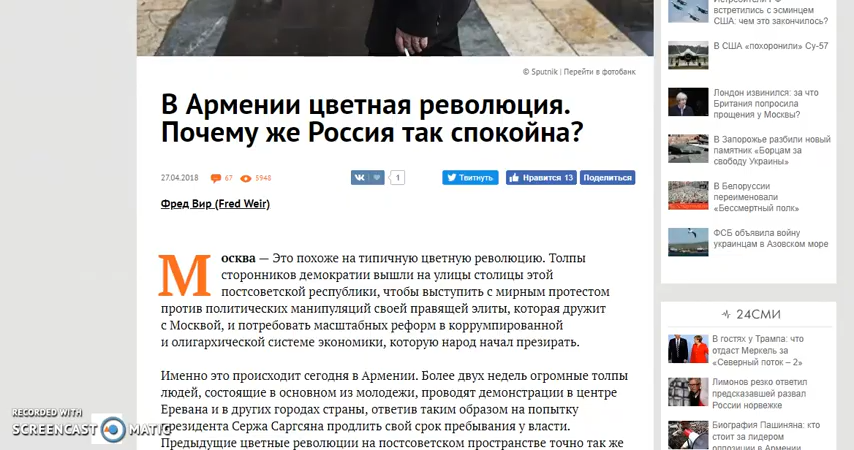 © Sputnik | Перейти в фотобанк
В Армении цветная революция.
Почему же Россия так спокойна?
27.04.2018 67 5948
1
Твитнуть
Нравится 13
Поделиться
Фред Вир (Fred Weir)
Москва — Это похоже на типичную цветную революцию. Толпы
сторонников демократии вышли на улицы столицы этой
постсоветской республики, чтобы выступить с мирным протестом
против политических манипуляций своей правящей элиты, которая дружит
с Москвой, и потребовать масштабных реформ в коррумпированной
и олигархической системе экономики, которую народ начал презирать.
Именно это происходит сегодня в Армении. Более двух недель огромные толпы
людей, состоящие в основном из молодежи, проводят демонстрации в центре
Еревана и в других городах страны, ответив таким образом на попытку
президента Сержа Саргсяна продлить свой срок пребывания у власти.
Предыдущие цветные революции на постсоветском пространстве точно так же
встретились с эсминцем
США: чем это закончилось?
В США «похоронили» Су-57
Лондон извинился: за что
Британия попросила
прощения у Москвы?
В Запорожье разбили новый
памятник «Борцам за
свободу Украины»
В Белоруссии
переименовали
«Бессмертный полк»
ФСБ объявила войну
украинцам в Азовском море
24СМИ
В гостях у Трампа: что
отдаст Меркель за
«Северный поток – 2»
Лимонов резко ответил
предсказавшей развал
России норвежке
Биография Пашиняна: кто
стоит за лидером
оппозиции в Армении
RECORDED WITH
SCREENCAST MATIC